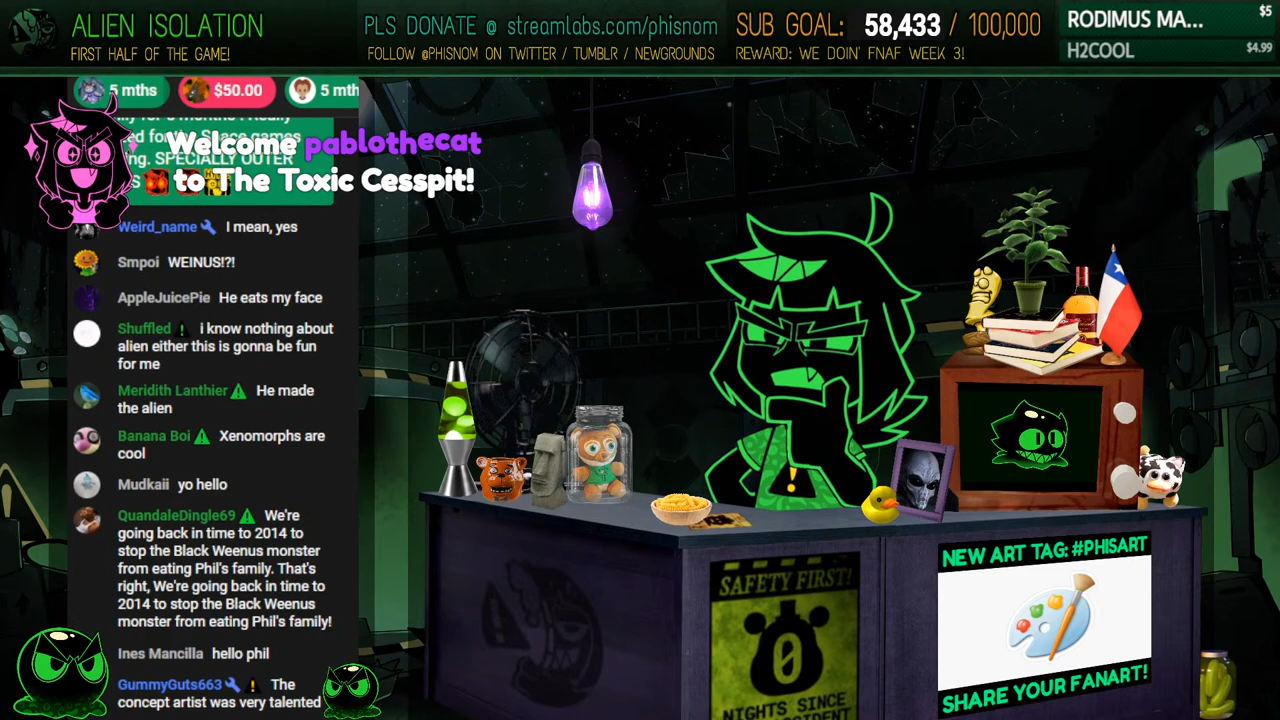 ALIEN ISOLATION
FIRST HALF OF THE GAME!
PLS DONATE @ streamlabs.com/phisnom
FOLLOW @PHISNOM ON TWITTER / TUMBLR / NEWGROUNDS
SUB GOAL: 58,433 / 100,000
REWARD: WE DOIN' FNAF WEEK 3!
RODIMUS MA... $5
H2COOL $4.99
5 mths $50.00 5 mth
Welcome pablothecat
to The Toxic Cesspit!
SPECIALLY OUTER
Weird_name I mean, yes
Smpoi WEINUS!?!
AppleJuicePie He eats my face
Shuffled i know nothing about
alien either this is gonna be fun
for me
Meridith Lanthier He made
the alien
Banana Boi Xenomorphs are
cool
Mudkaii yo hello
QuandaleDingle69 We're
going back in time to 2014 to
stop the Black Weenus monster
from eating Phil's family. That's
right, We're going back in time to
2014 to stop the Black Weenus
monster from eating Phil's family!
Ines Mancilla hello phil
GummyGuts663 The
concept artist was very talented
SAFETY FIRST!
0
NIGHTS SINCE
NEW ART TAG: #PHISART
SHARE YOUR FANART!